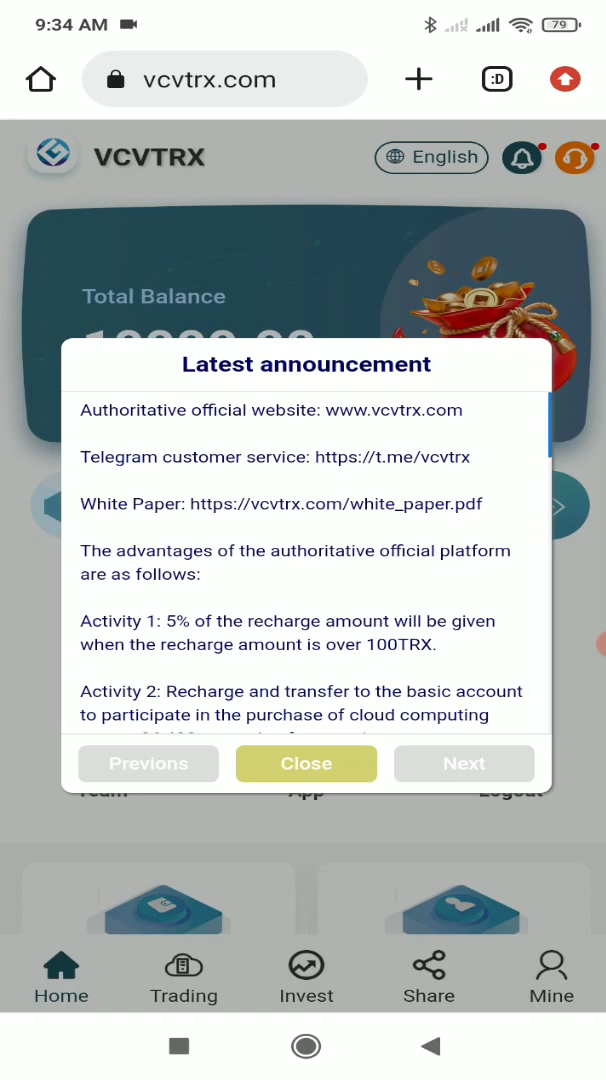 9:34 AM
79
vcvtrx.com
:D
VCVTRX
English
Total Balance
Latest announcement
Authoritative official website: www.vcvtrx.com
Telegram customer service: https://t.me/vcvtrx
White Paper: https://vcvtrx.com/white_paper.pdf
The advantages of the authoritative official platform
are as follows:
Activity 1: 5% of the recharge amount will be given
when the recharge amount is over 100TRX.
Activity 2: Recharge and transfer to the basic account
to participate in the purchase of cloud computing
Previons
Close
Next
Team
App
Logout
Home
Trading
Invest
Share
Mine